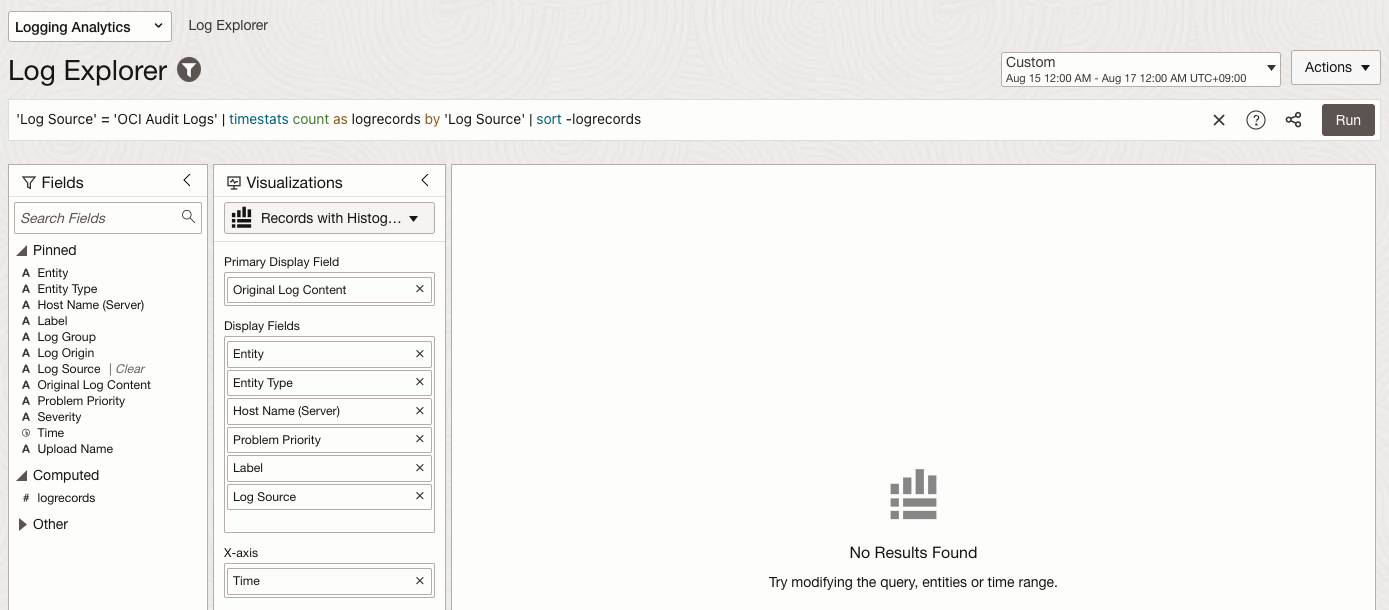 Logging Analytics
Log Explorer
Log Explorer
Custom
Aug 15 12:00 AM - Aug 17 12:00 AM UTC+09:00
Actions
'Log Source' = 'OCI Audit Logs' | timestats count as logrecords by 'Log Source' | sort -logrecords
Run
Fields
Search Fields
Pinned
A Entity
A Entity Type
A Host Name (Server)
A Label
A Log Group
A Log Origin
A Log Source | Clear
A Original Log Content
A Problem Priority
A Severity
Time
A Upload Name
Computed
# logrecords
Other
Visualizations
Records with Histog...
Primary Display Field
Original Log Content
Display Fields
Entity
Entity Type
Host Name (Server)
Problem Priority
Label
Log Source
X-axis
Time
No Results Found
Try modifying the query, entities or time range.